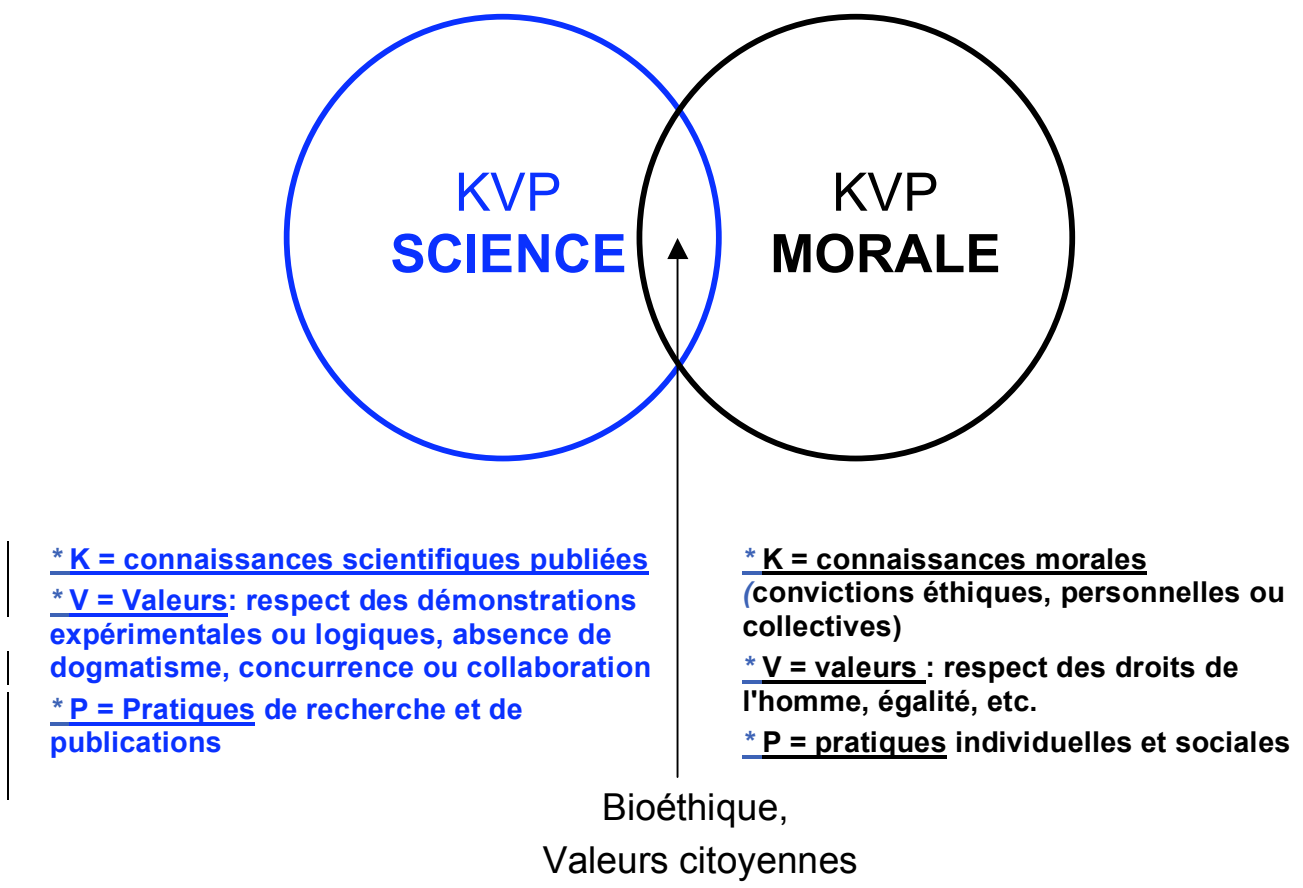 KVP
SCIENCE
KVP
MORALE
* K = connaissances scientifiques publiées
* V = Valeurs: respect des démonstrations
expérimentales ou logiques, absence de
dogmatisme, concurrence ou collaboration
* P = Pratiques de recherche et de
publications
* K = connaissances morales
(convictions éthiques, personnelles ou
collectives)
* V = valeurs : respect des droits de
l'homme, égalité, etc.
* P = pratiques individuelles et sociales
Bioéthique,
Valeurs citoyennes